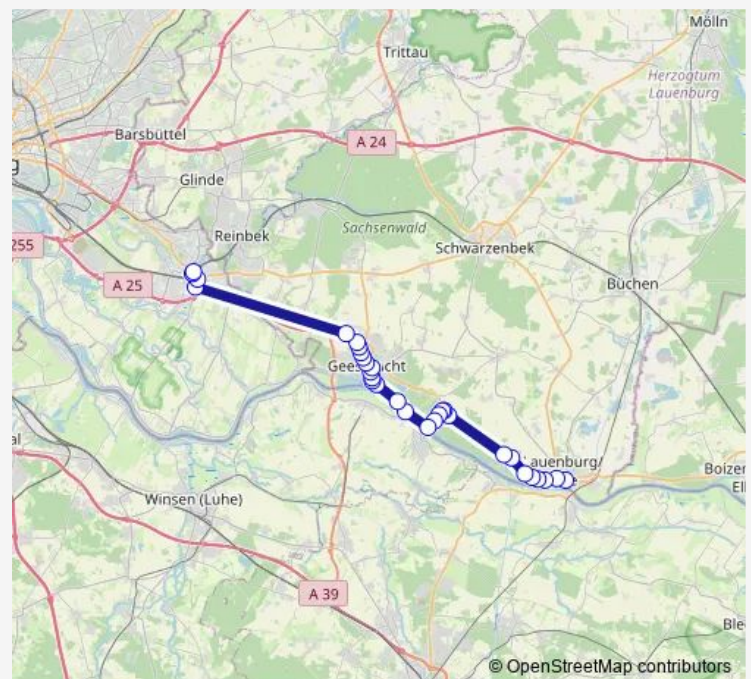 Mölln
Trittau
Herzogtum
Lauenburg
Barsbüttel
A 24
g
Glinde
Sachsenwald
Reinbek
255
Schwarzenbek
A 25
Büchen
Geesthacht
al
Lauenburg/
Boizen
e
El
Winsen (Luhe)
A 39
Ble
© OpenStreetMap contributors